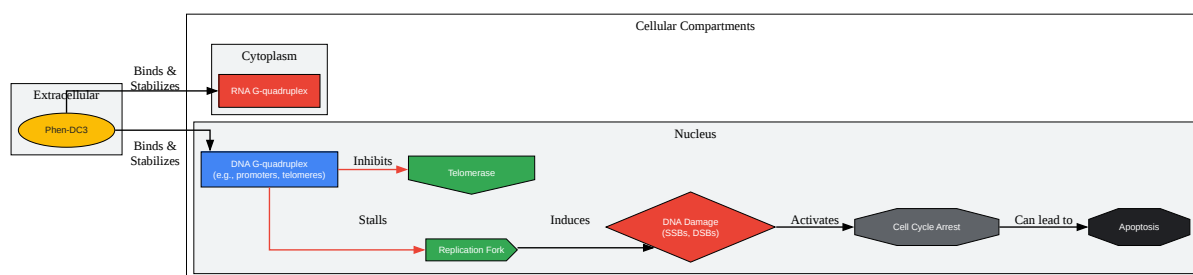 Cellular Compartments
Cytoplasm
Binds &
Stabilizes
RNA G-quadruplex
Extracellular
Phen-DC3
Binds &
Stabilizes
Nucleus
DNA G-quadruplex
(e.g., promoters, telomeres)
Inhibits
Telomerase
Stalls
Replication Fork
Induces
DNA Damage
(SSBs, DSBs)
Activates
Cell Cycle Arrest
Can lead to
Apoptosis